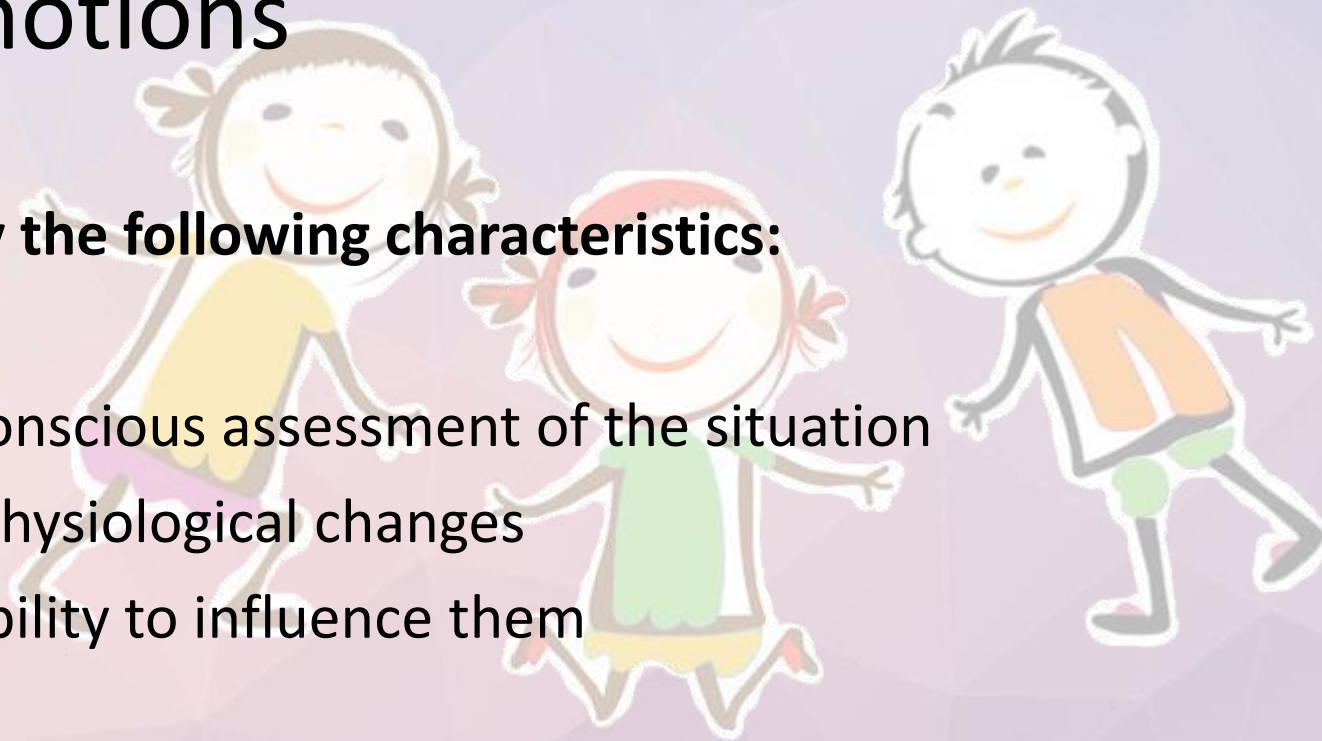 notions
y the following characteristics:
onscious assessment of the situation
hysiological changes
bility to influence them